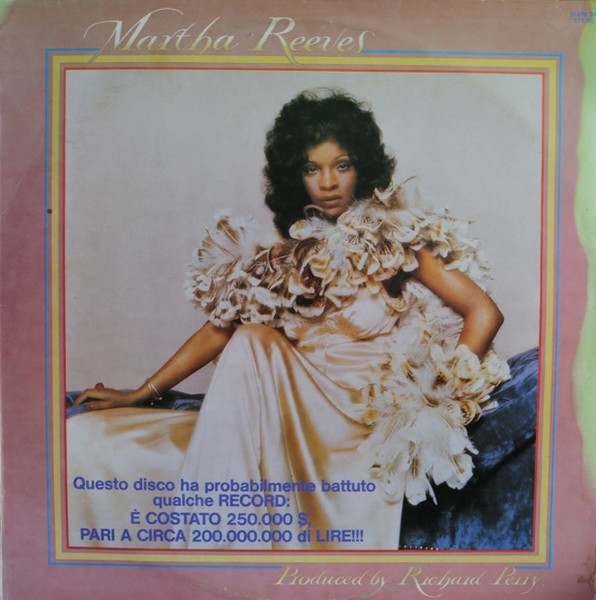 Martha Reeves
STEREO
Questo disco ha probabilmente battuto
qualche RECORD:
È COSTATO 250.000 $,
PARI A CIRCA 200.000.000 di LIRE!!!
Produced by Richard Perry